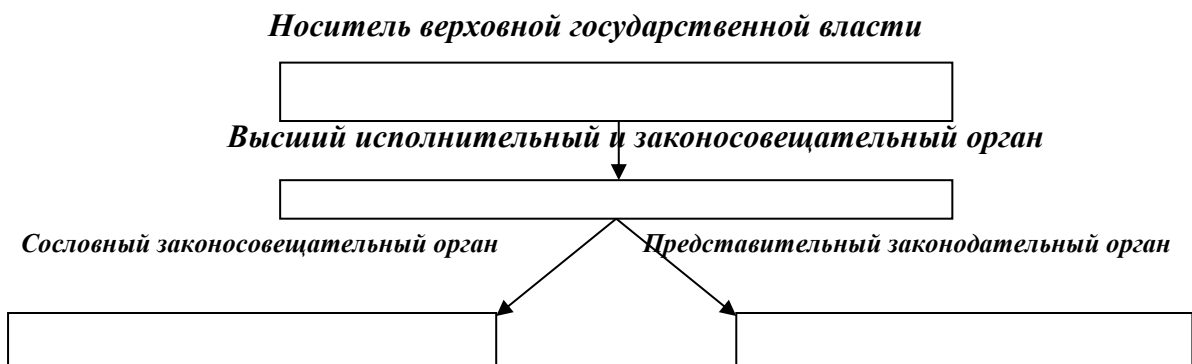 Носитель верховной государственной власти
Высший исполнительный и законосовещательный орган
Сословный законосовещательный орган
Представительный законодательный орган